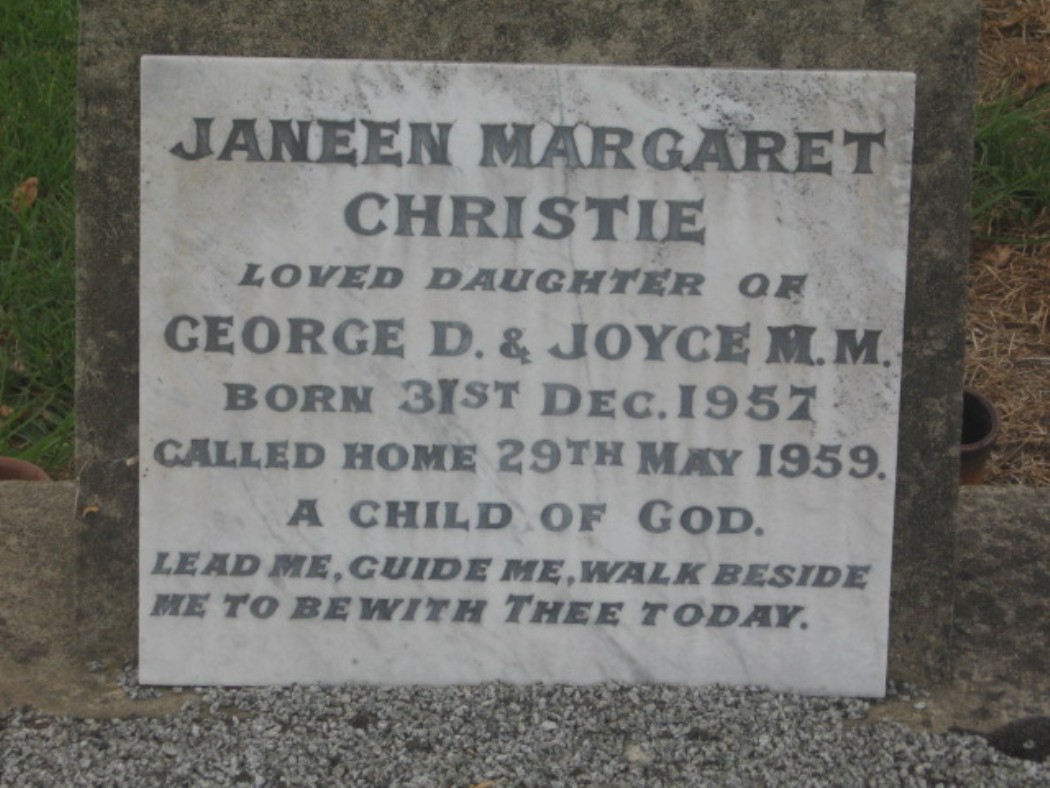 JANEEN MARGARET
CHRISTIE
LOVED DAUGHTER OF
GEORGE D. & JOYCE M.M.
BORN 31ST DEC. 1957
CALLED HOME 29TH MAY 1959.
A CHILD OF GOD.
LEAD ME, GUIDE ME, WALK BESIDE
ME TO BE WITH THEE TODAY.